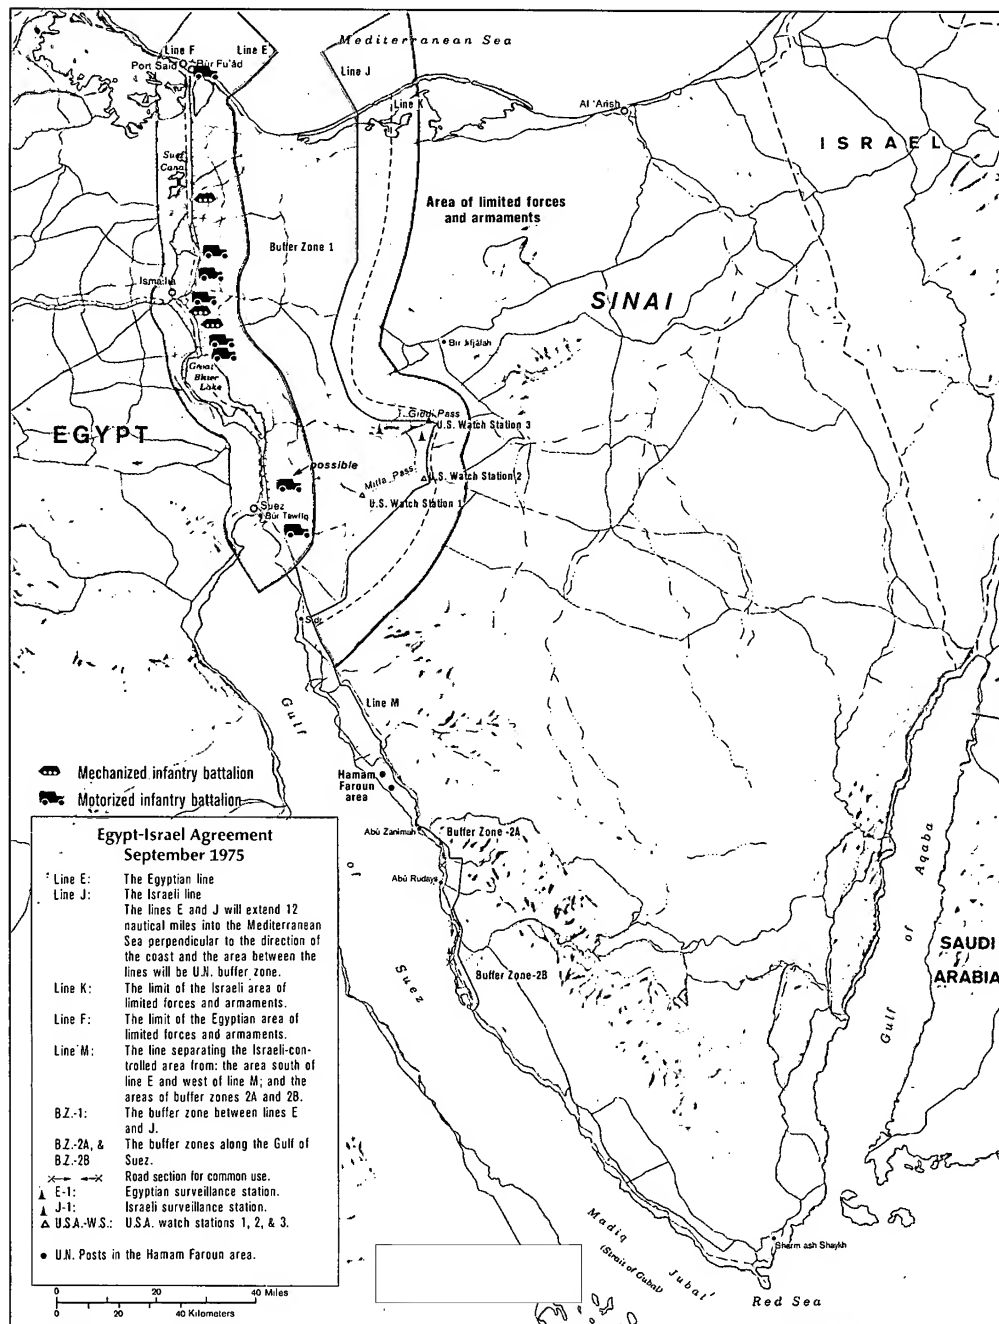 Mediterranean Sea
Line F
Line E
Port Said
Būr Fu'ād
Line J
Line K
Al 'Arīsh
ISRAEL
Suez
Canal
Area of limited forces
and armaments
Buffer Zone 1
Ismailia
SINAI
Bir Jifjafah
Great
Bitter
Lake
EGYPT
Giddi Pass
U.S. Watch Station 3
possible
Mitla Pass
U.S. Watch Station 2
U.S. Watch Station 1
Suez
Būr Tawfīq
Sudr
Gulf
of
Suez
Line M
Hamam
Faroun
area
Mechanized infantry battalion
Motorized infantry battalion
Abū Zanimah
Buffer Zone -2A
Abū Rudays
Buffer Zone-2B
Gulf
of
Aqaba
SAUDI
ARABIA
Egypt-Israel Agreement
September 1975
Line E: The Egyptian line
Line J: The Israeli line
The lines E and J will extend 12
nautical miles into the Mediterranean
Sea perpendicular to the direction of
the coast and the area between the
lines will be U.N. buffer zone.
Line K: The limit of the Israeli area of
limited forces and armaments.
Line F: The limit of the Egyptian area of
limited forces and armaments.
Line M: The line separating the Israeli-con-
trolled area from: the area south of
line E and west of line M; and the
areas of buffer zones 2A and 2B.
B.Z.-1: The buffer zone between lines E
and J.
B.Z.-2A, & The buffer zones along the Gulf of
B.Z.-2B Suez.
Road section for common use.
E-1: Egyptian surveillance station.
J-1: Israeli surveillance station.
U.S.A.-W.S.: U.S.A. watch stations 1, 2, & 3.
U.N. Posts in the Hamam Faroun area.
0 20 40 Miles
0 20 40 Kilometers
Madiq
Jubal
(Strait of Gubal)
Sharm ash Shaykh
Red Sea